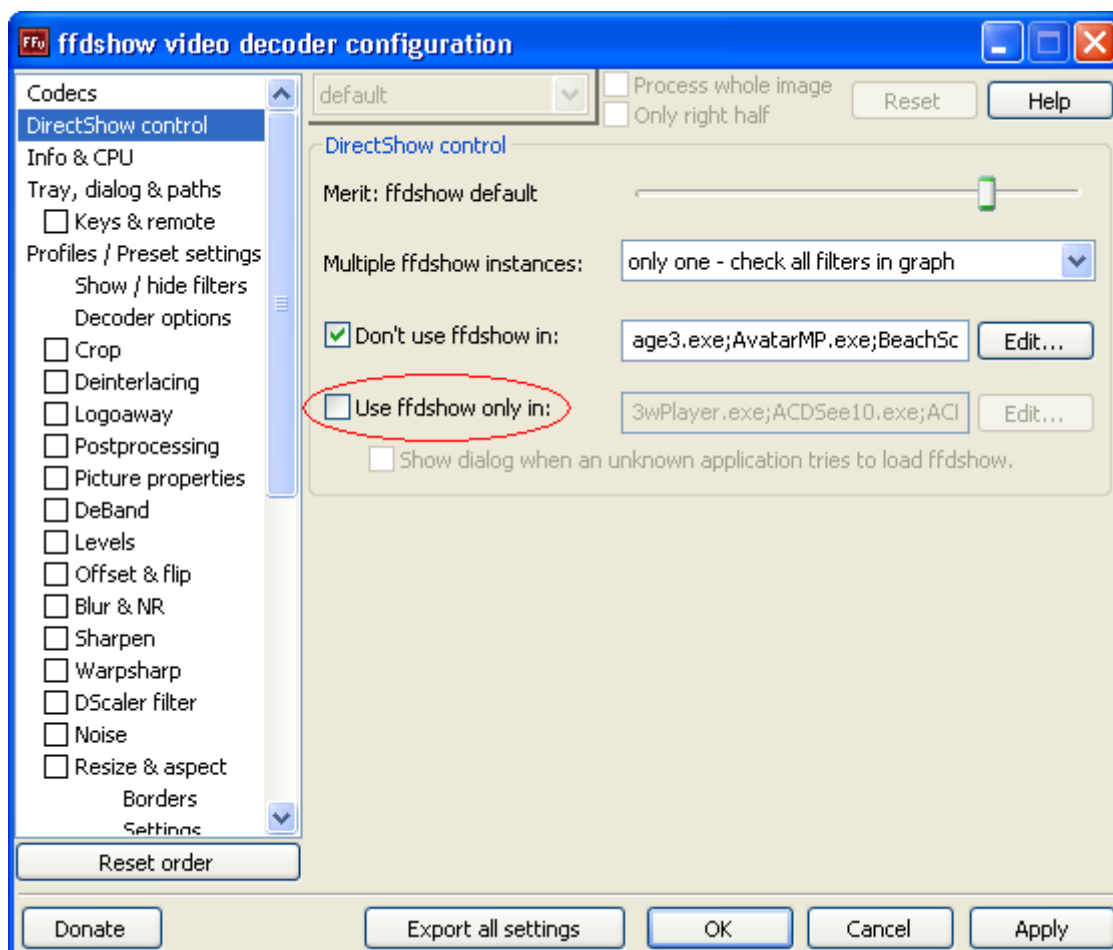 FFv ffdshow video decoder configuration
Codecs
DirectShow control
Info & CPU
Tray, dialog & paths
Keys & remote
Profiles / Preset settings
Show / hide filters
Decoder options
Crop
Deinterlacing
Logoaway
Postprocessing
Picture properties
DeBand
Levels
Offset & flip
Blur & NR
Sharpen
Warpsharp
DScaler filter
Noise
Resize & aspect
Borders
Settings
Reset order
default
Process whole image
Only right half
Reset
Help
DirectShow control
Merit: ffdshow default
Multiple ffdshow instances:
only one - check all filters in graph
Don't use ffdshow in:
age3.exe;AvatarMP.exe;BeachSc
Edit...
Use ffdshow only in:
3wPlayer.exe;ACDSee10.exe;ACI
Edit...
Show dialog when an unknown application tries to load ffdshow.
Donate
Export all settings
OK
Cancel
Apply